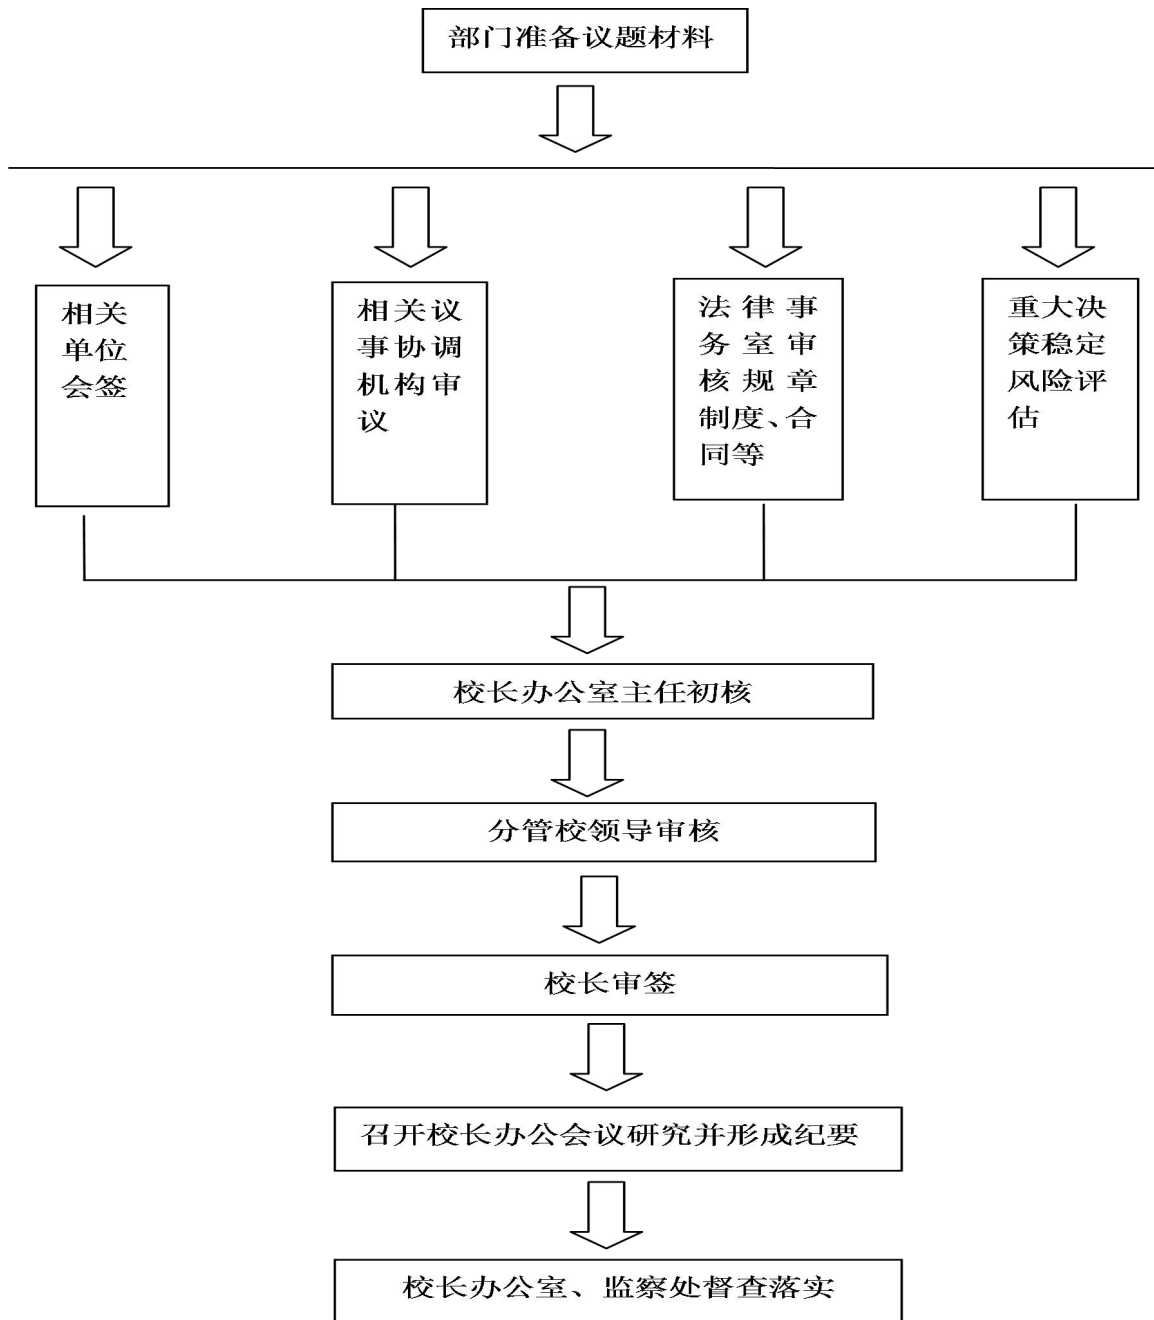 部门准备议题材料
相关
单位
会签
相关议
事协调
机构审
议
法律事
务室审
核规章
制度、合
同等
重大决
策稳定
风险评
估
校长办公室主任初核
分管校领导审核
校长审签
召开校长办公会议研究并形成纪要
校长办公室、监察处督查落实